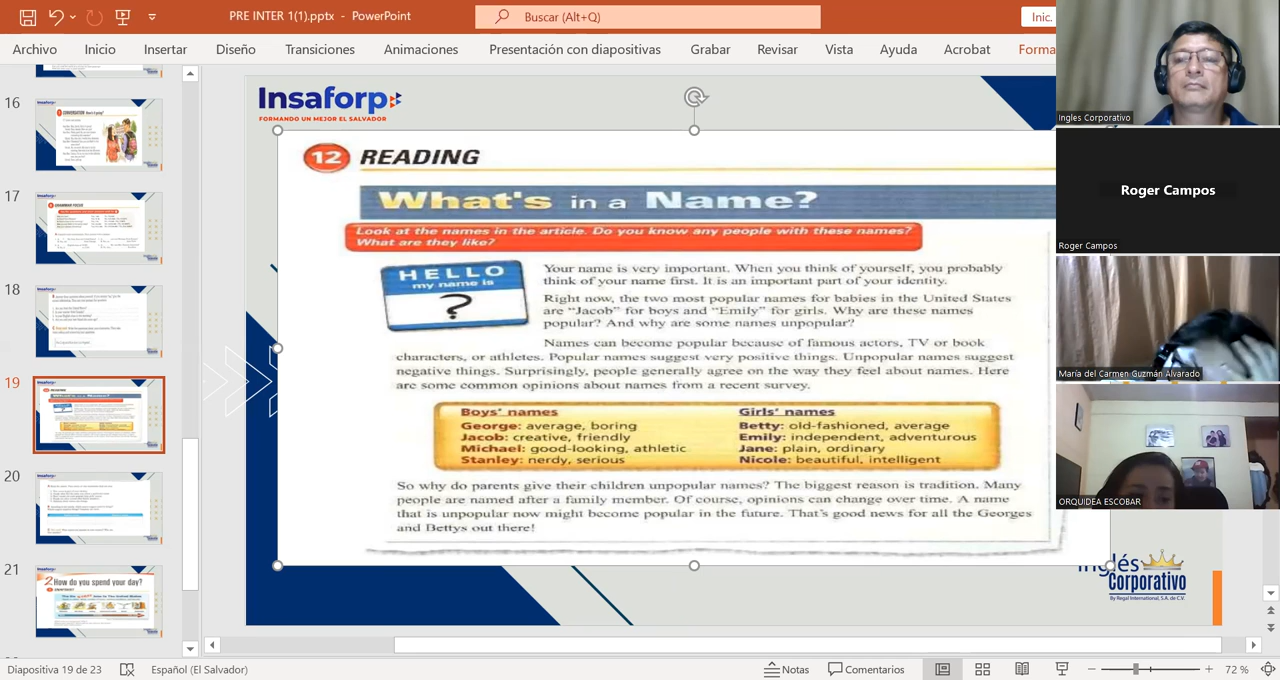 PRE INTER 1(1).pptx - PowerPoint
Buscar (Alt+Q)
Inic.
Archivo Inicio Insertar Diseño Transiciones Animaciones Presentación con diapositivas Grabar Revisar Vista Ayuda Acrobat Forma
16
17
18
19
20
21
2 How do you spend your day?
Insaforp
FORMANDO UN MEJOR EL SALVADOR
12 READING
What's in a Name?
Look at the names in the article. Do you know any people with these names?
What are they like?
HELLO
my name is
?
Your name is very important. When you think of yourself, you probably
think of your name first. It is an important part of your identity.
Right now, the two most popular names for babies in the United States
are "Jacob" for boys and "Emily" for girls. Why are these names
popular? And why are some names unpopular?
Names can become popular because of famous actors, TV or book
characters, or athletes. Popular names suggest very positive things. Unpopular names suggest
negative things. Surprisingly, people generally agree on the way they feel about names. Here
are some common opinions about names from a recent survey.
Boys' names
George: average, boring
Jacob: creative, friendly
Michael: good-looking, athletic
Stanley: nerdy, serious
Girls' names
Betty: old-fashioned, average
Emily: independent, adventurous
Jane: plain, ordinary
Nicole: beautiful, intelligent
So why do parents give their children unpopular names? The biggest reason is tradition. Many
people are named after a family member. Of course, opinions can change over time. A name
that is unpopular now might become popular in the future. That's good news for all the Georges
and Bettys out there!
Inglés
Corporativo
By Regal International, S.A. de C.V.
Ingles Corporativo
Roger Campos
Roger Campos
María del Carmen Guzmán Alvarado
ORQUIDEA ESCOBAR
Diapositiva 19 de 23
Español (El Salvador)
Notas
Comentarios
72 %